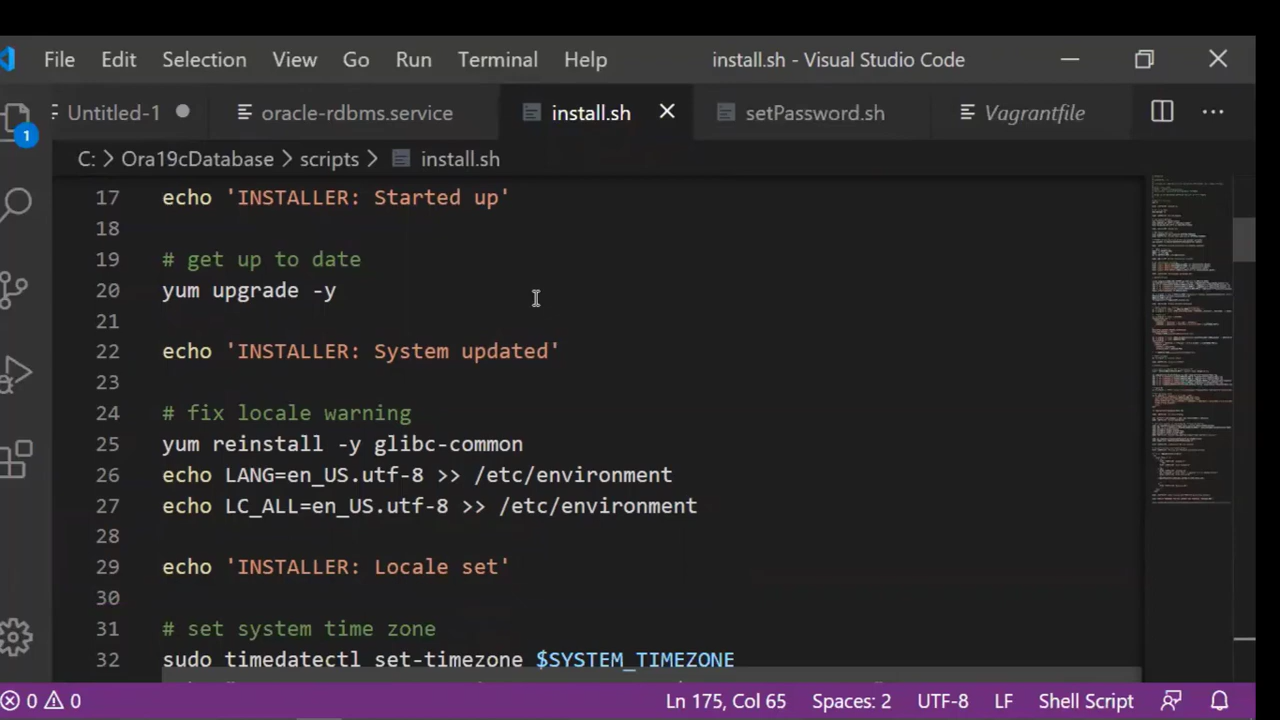 File Edit Selection View Go Run Terminal Help install.sh - Visual Studio Code
Untitled-1 oracle-rdbms.service install.sh setPassword.sh Vagrantfile
C: > Ora19cDatabase > scripts > install.sh
1
17 echo 'INSTALLER: Started up'
18
19 # get up to date
20 yum upgrade -y
21
22 echo 'INSTALLER: System updated'
23
24 # fix locale warning
25 yum reinstall -y glibc-common
26 echo LANG=en_US.utf-8 >> /etc/environment
27 echo LC_ALL=en_US.utf-8 >> /etc/environment
28
29 echo 'INSTALLER: Locale set'
30
31 # set system time zone
32 sudo timedatectl set-timezone $SYSTEM_TIMEZONE
0 0 Ln 175, Col 65 Spaces: 2 UTF-8 LF Shell Script